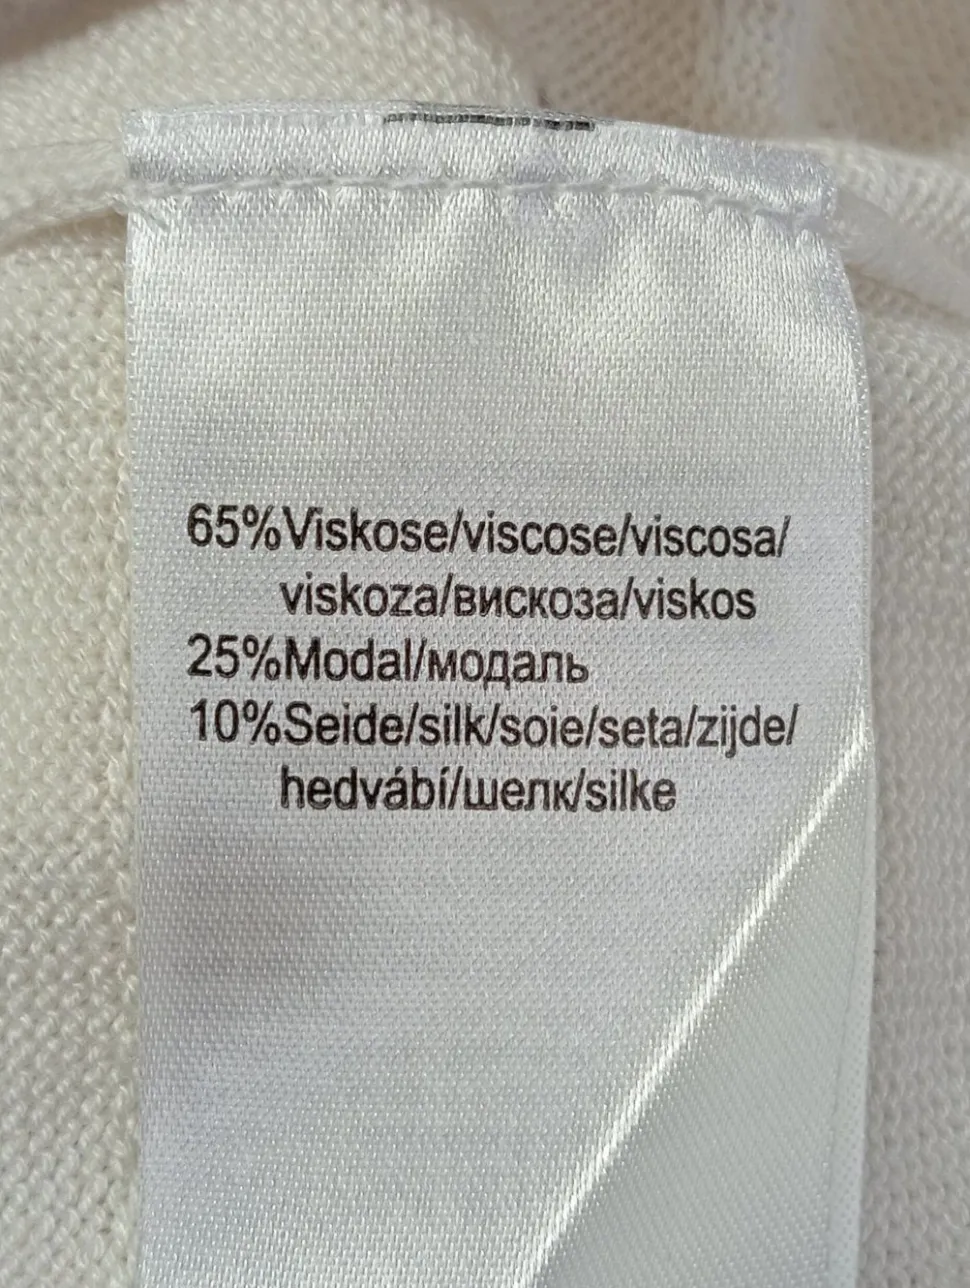 65%Viskose/viscose/viscosa/
viskoza/вискоза/viskos
25%Modal/модаль
10%Seide/silk/soie/seta/zijde/
hedvábí/шелк/silke